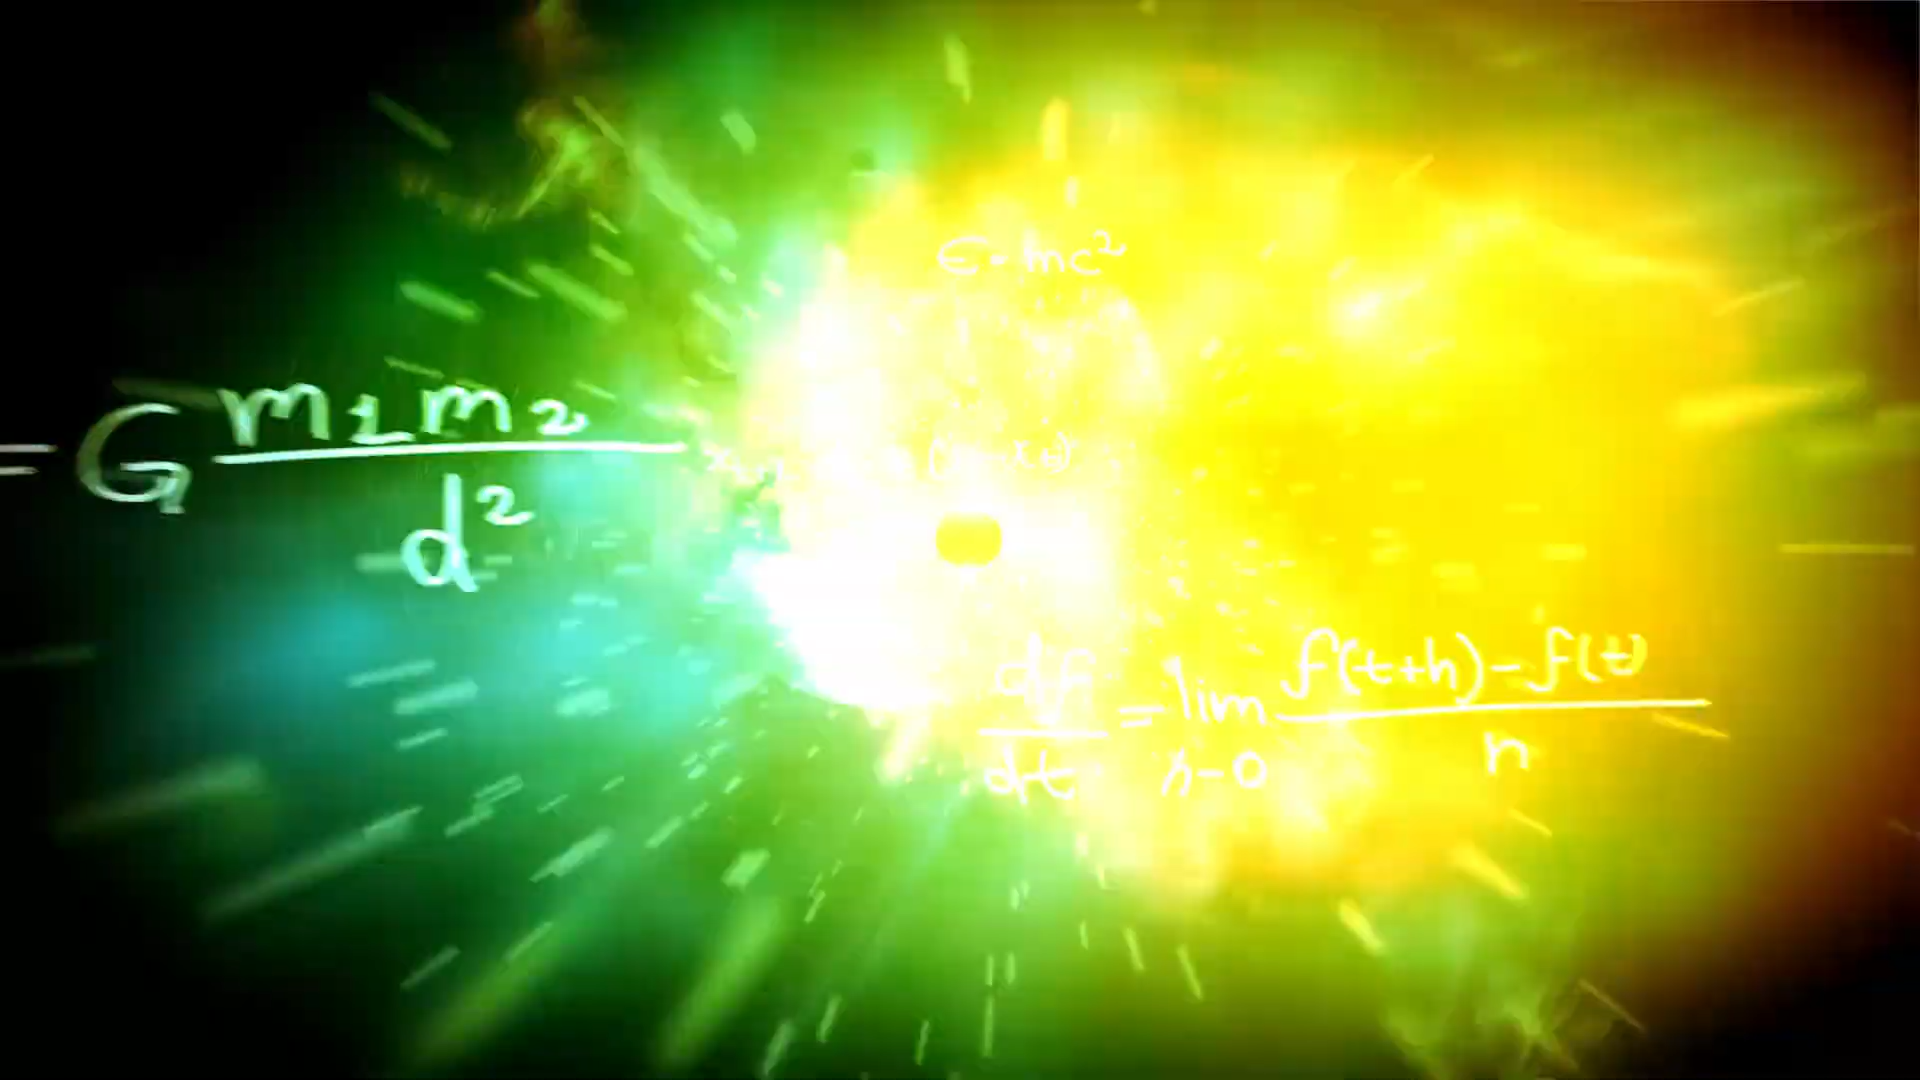 E=mc²
= G m₁m₂ / d²
df/dt = lim h→0 f(t+h)-f(t) / h